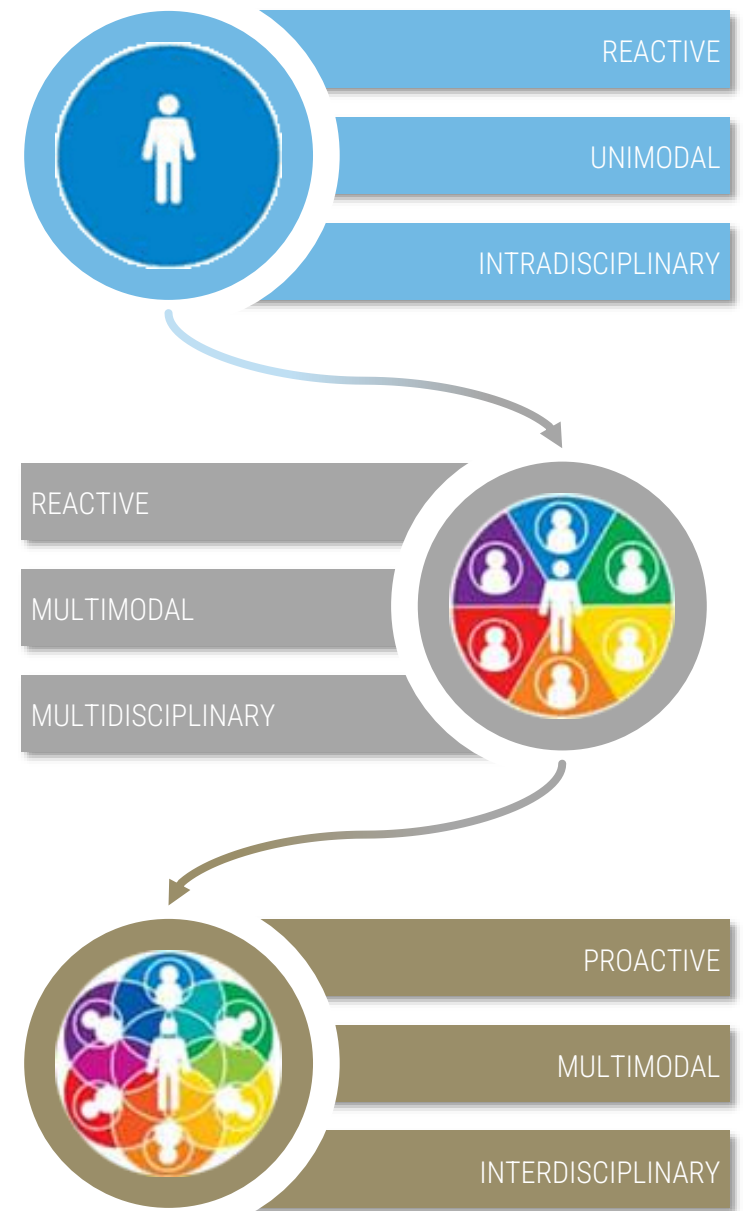 REACTIVE
UNIMODAL
INTRADISCIPLINARY
REACTIVE
MULTIMODAL
MULTIDISCIPLINARY
PROACTIVE
MULTIMODAL
INTERDISCIPLINARY